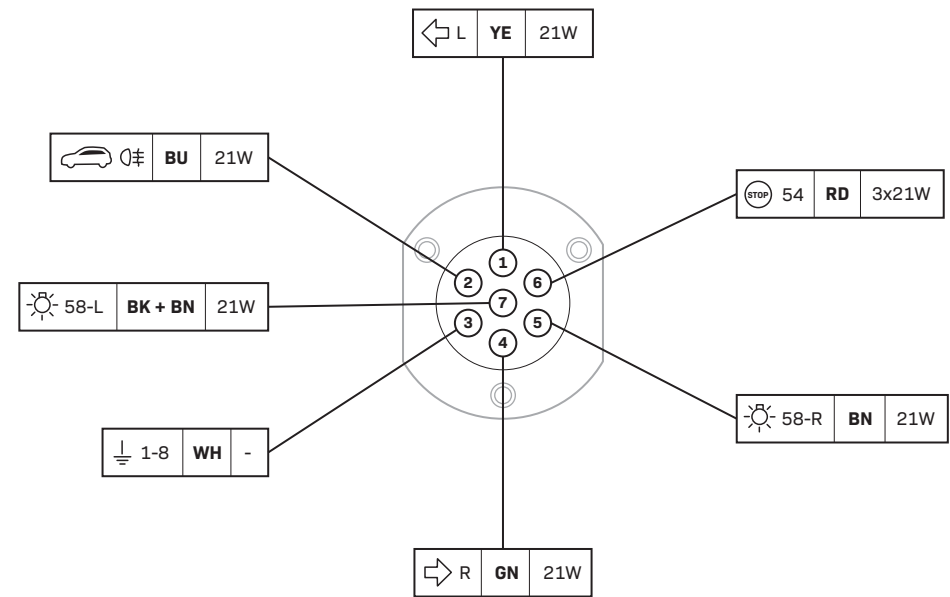 L YE 21W
BU 21W
STOP 54 RD 3x21W
1
2
6
7
58-L BK + BN 21W
3
5
4
58-R BN 21W
1-8 WH -
R GN 21W